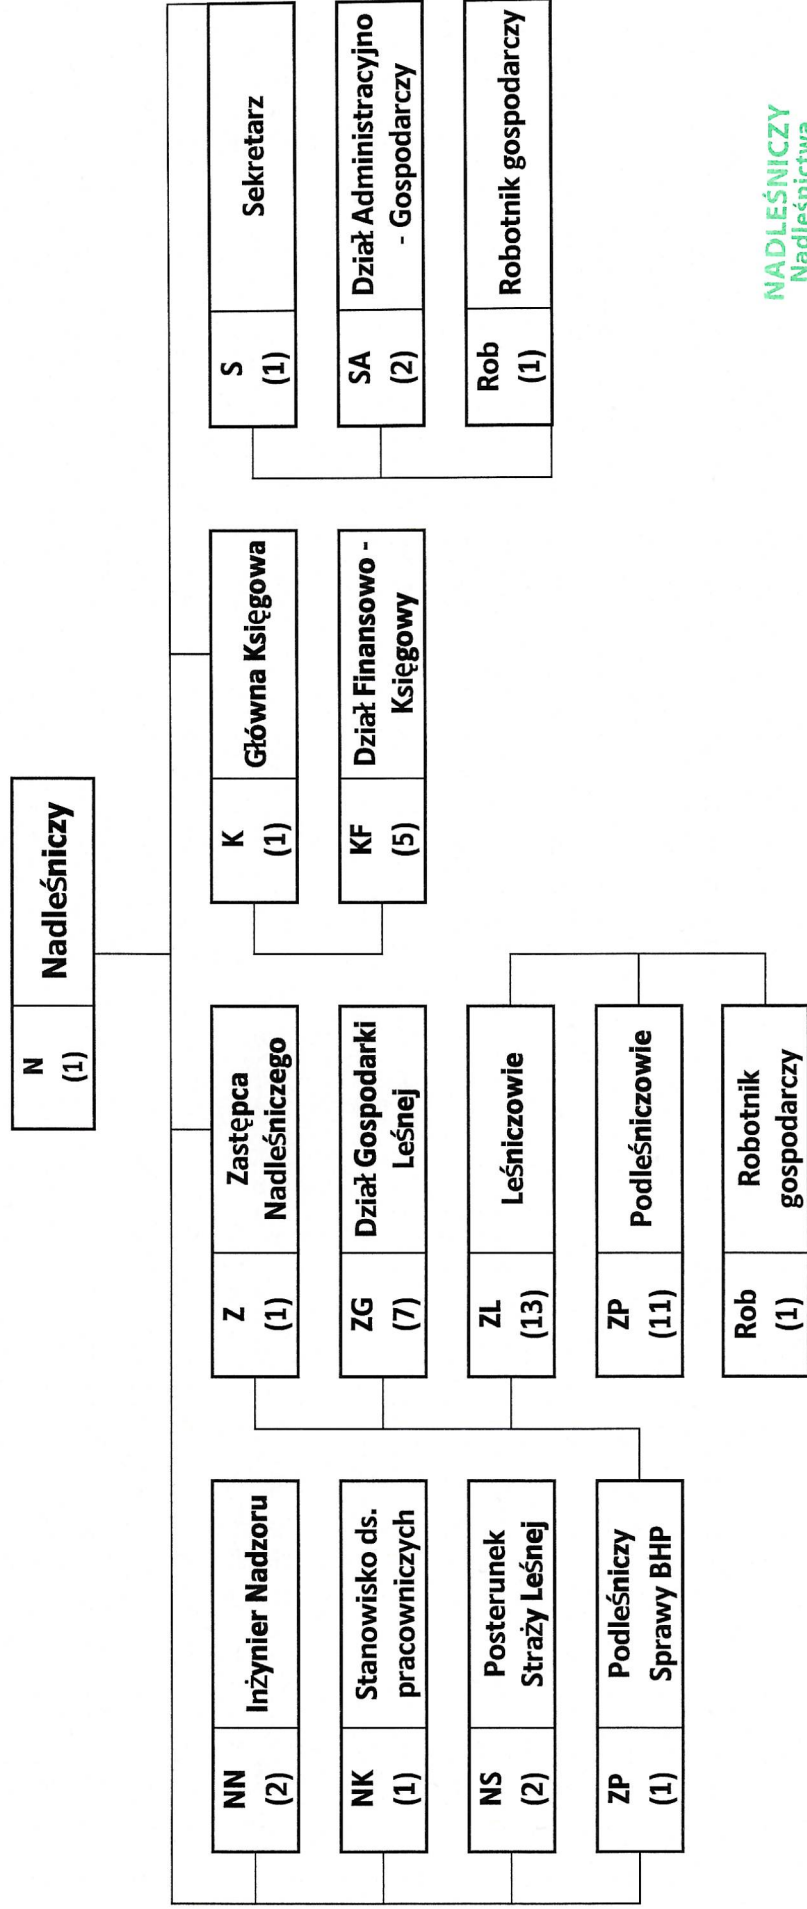 N
(1)
Nadleśniczy
NN
(2)
Inżynier Nadzoru
NK
(1)
Stanowisko ds.
pracowniczych
NS
(2)
Posterunek
Straży Leśnej
ZP
(1)
Podleśniczy
Sprawy BHP
Z
(1)
Zastępca
Nadleśniczego
ZG
(7)
Dział Gospodarki
Leśnej
ZL
(13)
Leśniczowie
ZP
(11)
Podleśniczowie
Rob
(1)
Robotnik
gospodarczy
K
(1)
Główna Księgowa
KF
(5)
Dział Finansowo -
Księgowy
S
(1)
Sekretarz
SA
(2)
Dział Administracyjno
- Gospodarczy
Rob
(1)
Robotnik gospodarczy
NADLEŚNICZY
Nadleśnictwa